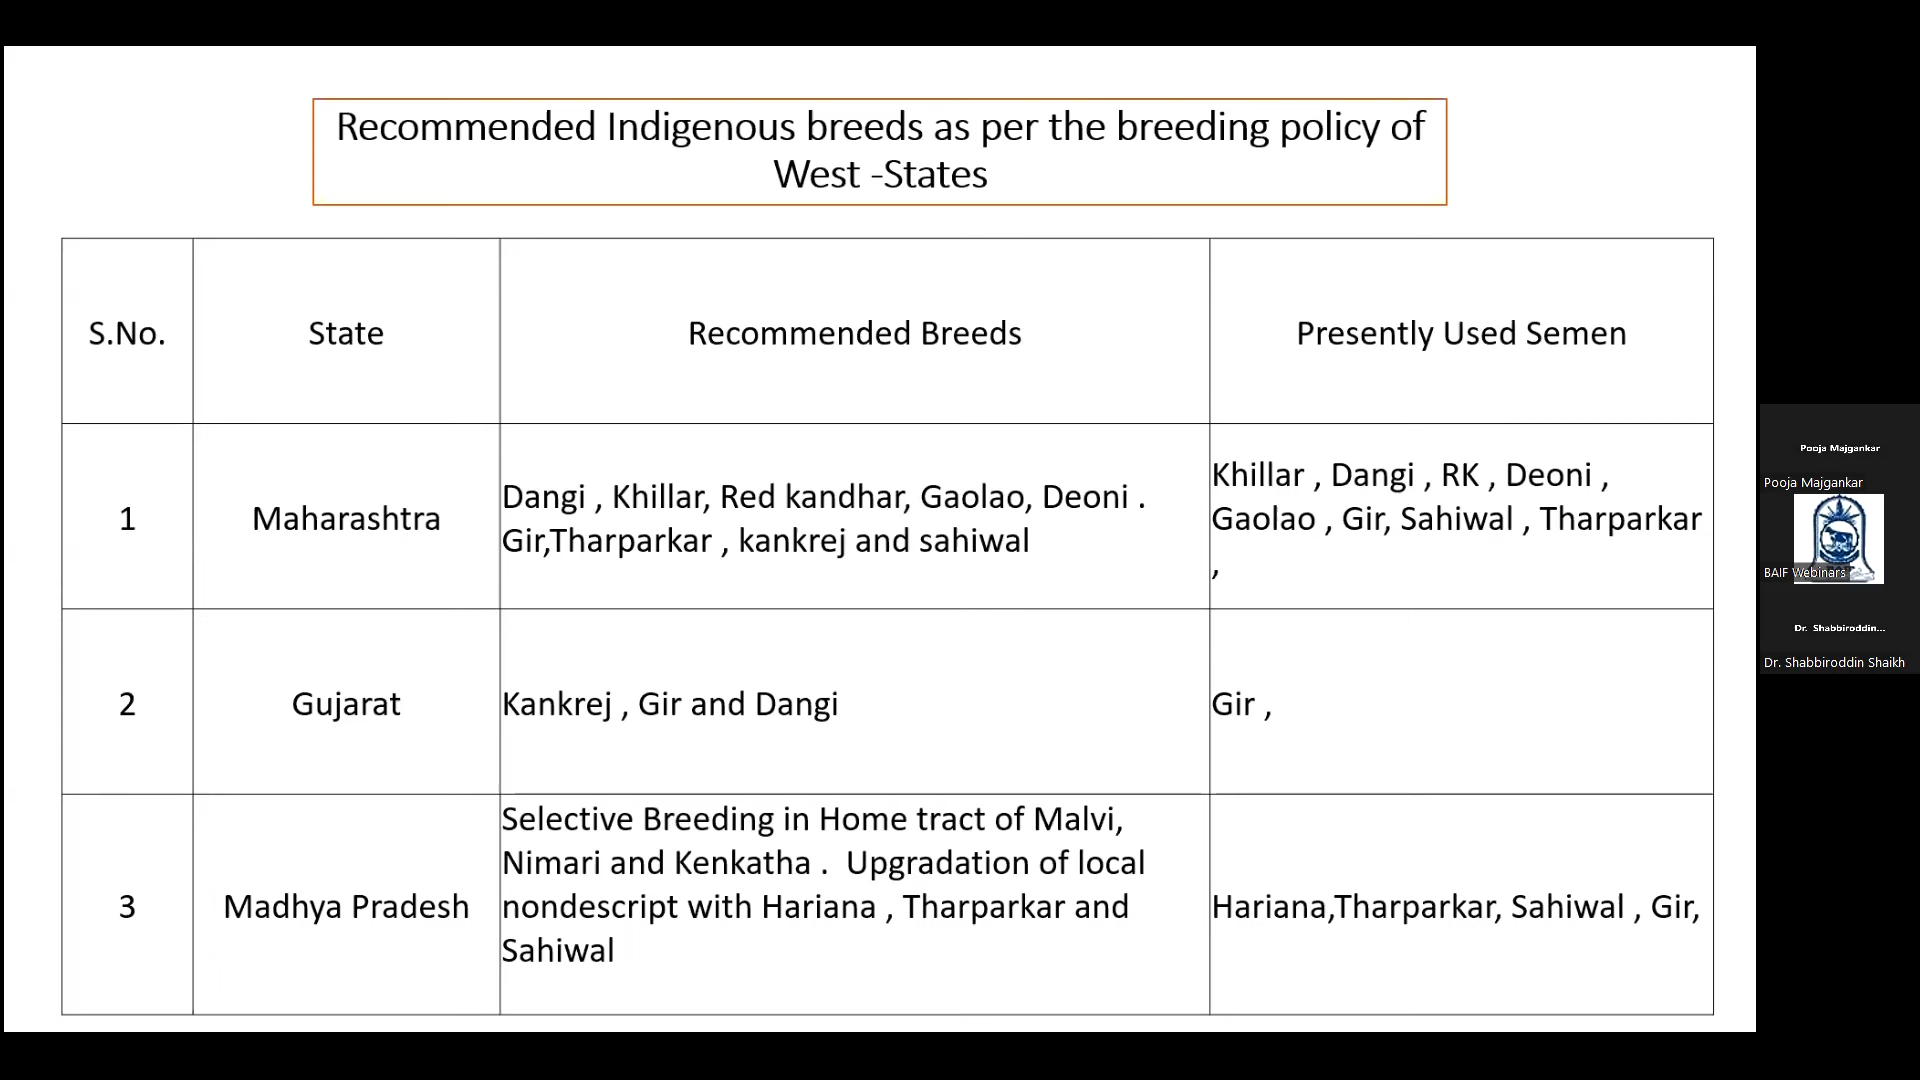 Recommended Indigenous breeds as per the breeding policy of
West -States
S.No.
State
Recommended Breeds
Presently Used Semen
1
Maharashtra
Dangi , Khillar, Red kandhar, Gaolao, Deoni .
Gir,Tharparkar , kankrej and sahiwal
Khillar , Dangi , RK , Deoni ,
Gaolao , Gir, Sahiwal , Tharparkar
,
2
Gujarat
Kankrej , Gir and Dangi
Gir ,
3
Madhya Pradesh
Selective Breeding in Home tract of Malvi,
Nimari and Kenkatha .  Upgradation of local
nondescript with Hariana , Tharparkar and
Sahiwal
Hariana,Tharparkar, Sahiwal , Gir,
Pooja Majgankar
Pooja Majgankar
BAIF Webinars
Dr. Shabbiroddin...
Dr. Shabbiroddin Shaikh